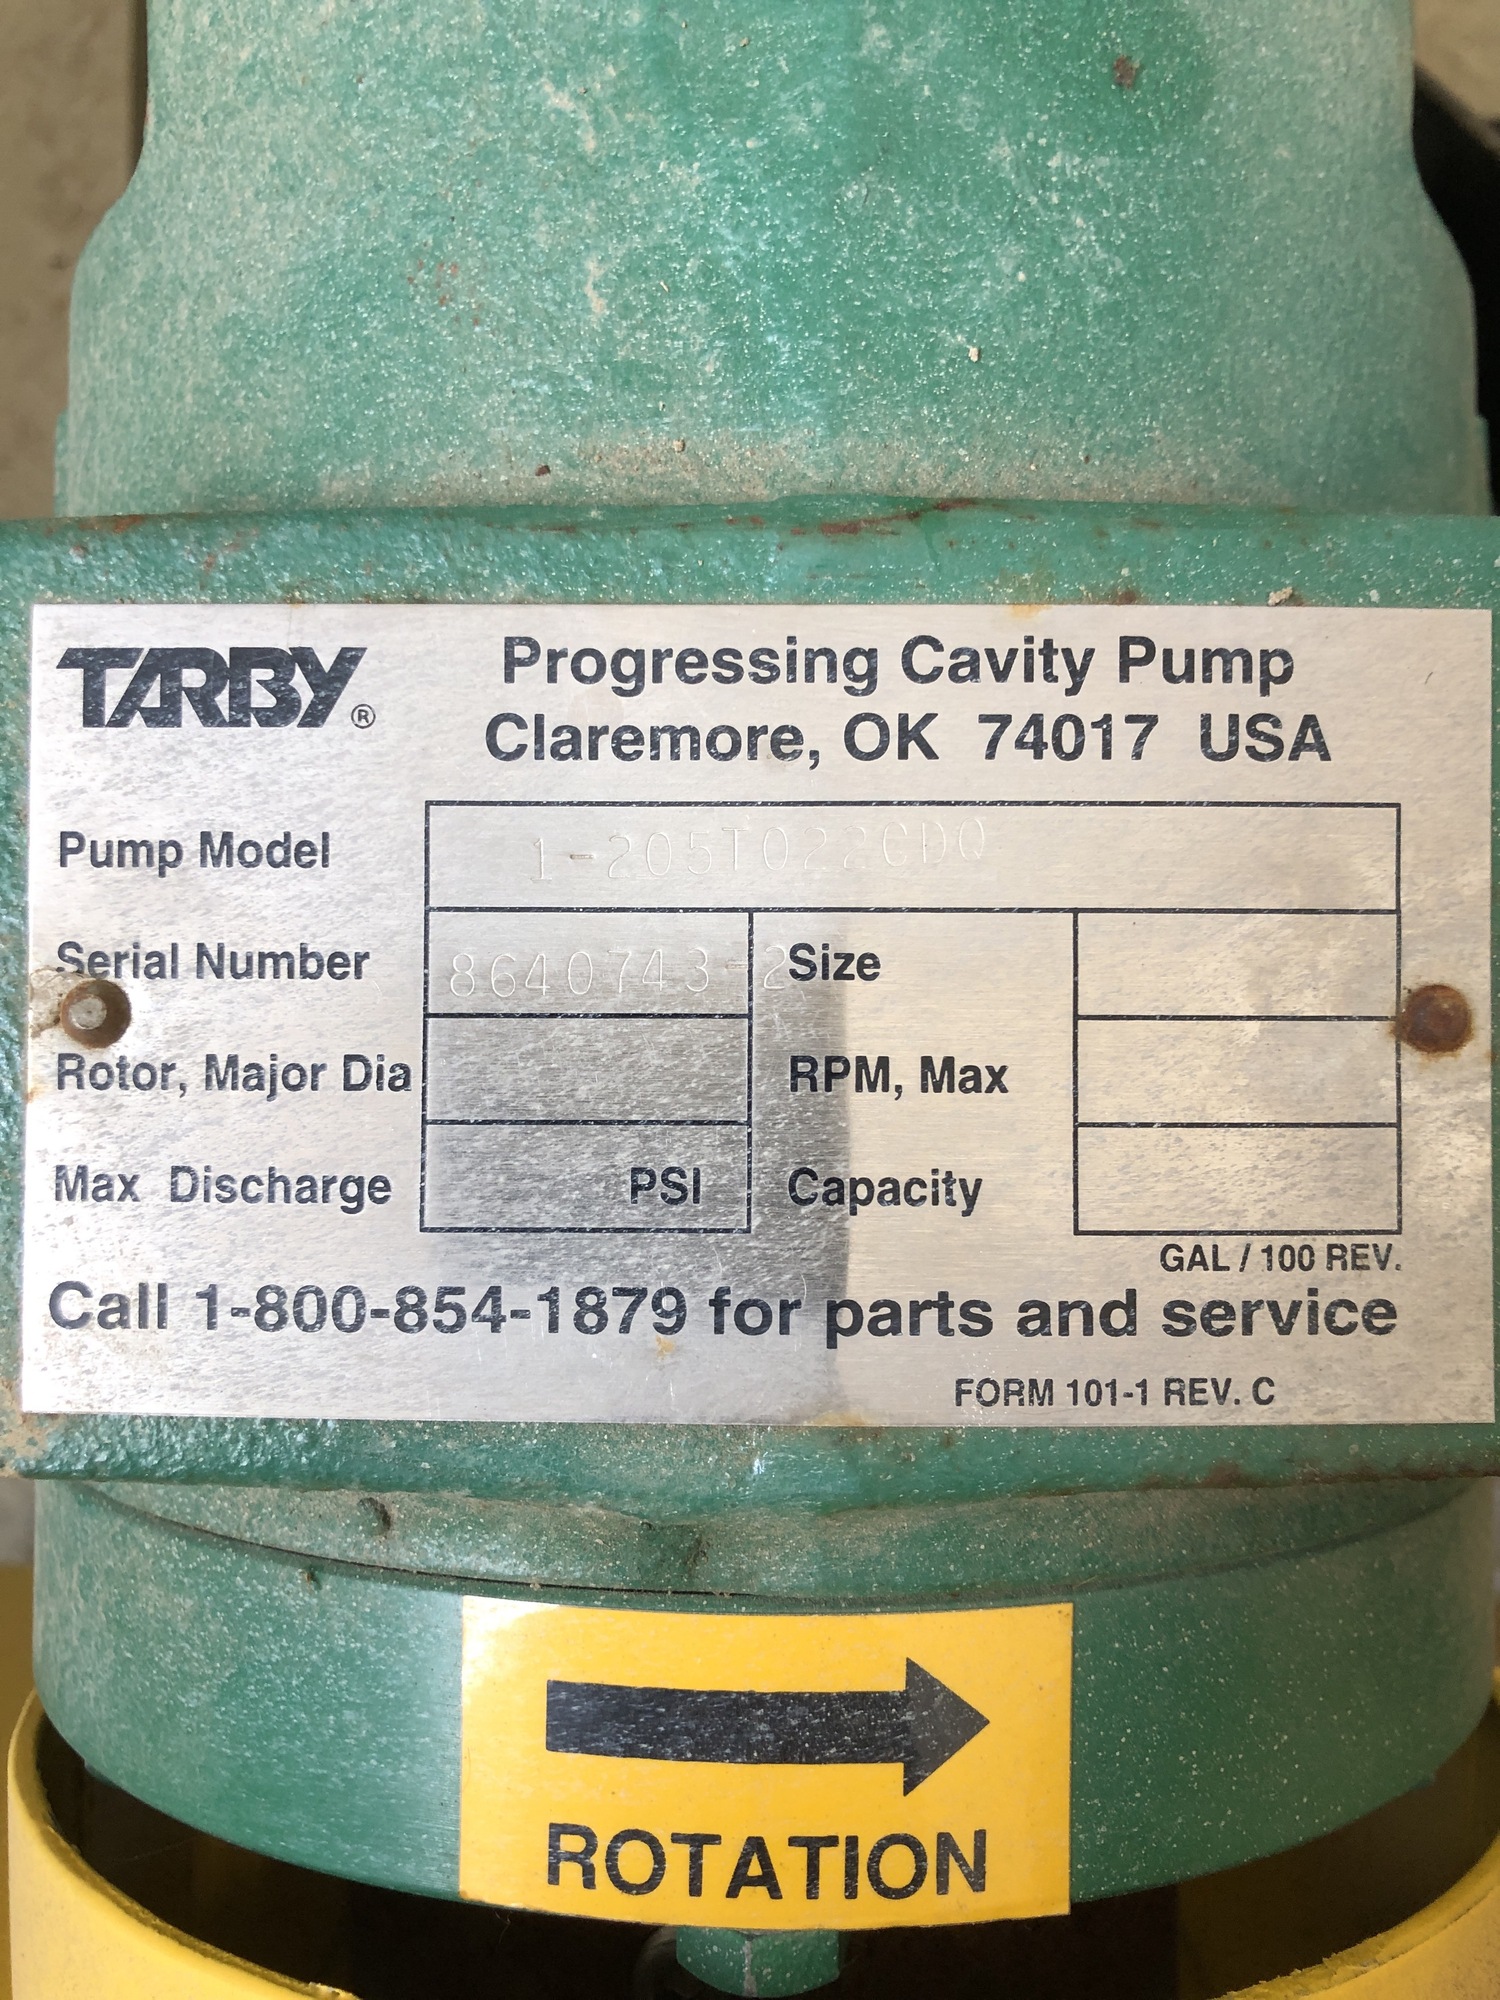 TARBY®
Progressing Cavity Pump
Claremore, OK 74017 USA
Pump Model 1-205T022CDQ
Serial Number 8640743-2 Size
Rotor, Major Dia RPM, Max
Max Discharge PSI Capacity
GAL / 100 REV.
Call 1-800-854-1879 for parts and service
FORM 101-1 REV. C
ROTATION